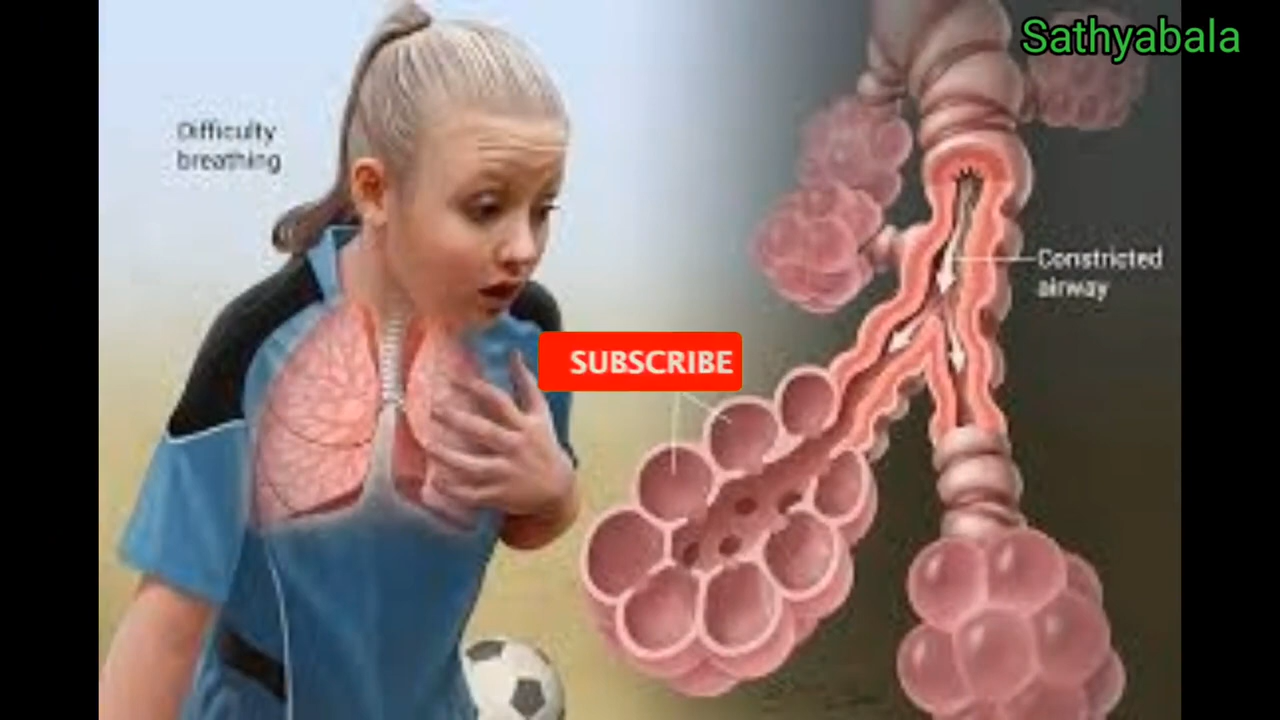 Sathyabala
Difficulty
breathing
Constricted
airway
SUBSCRIBE